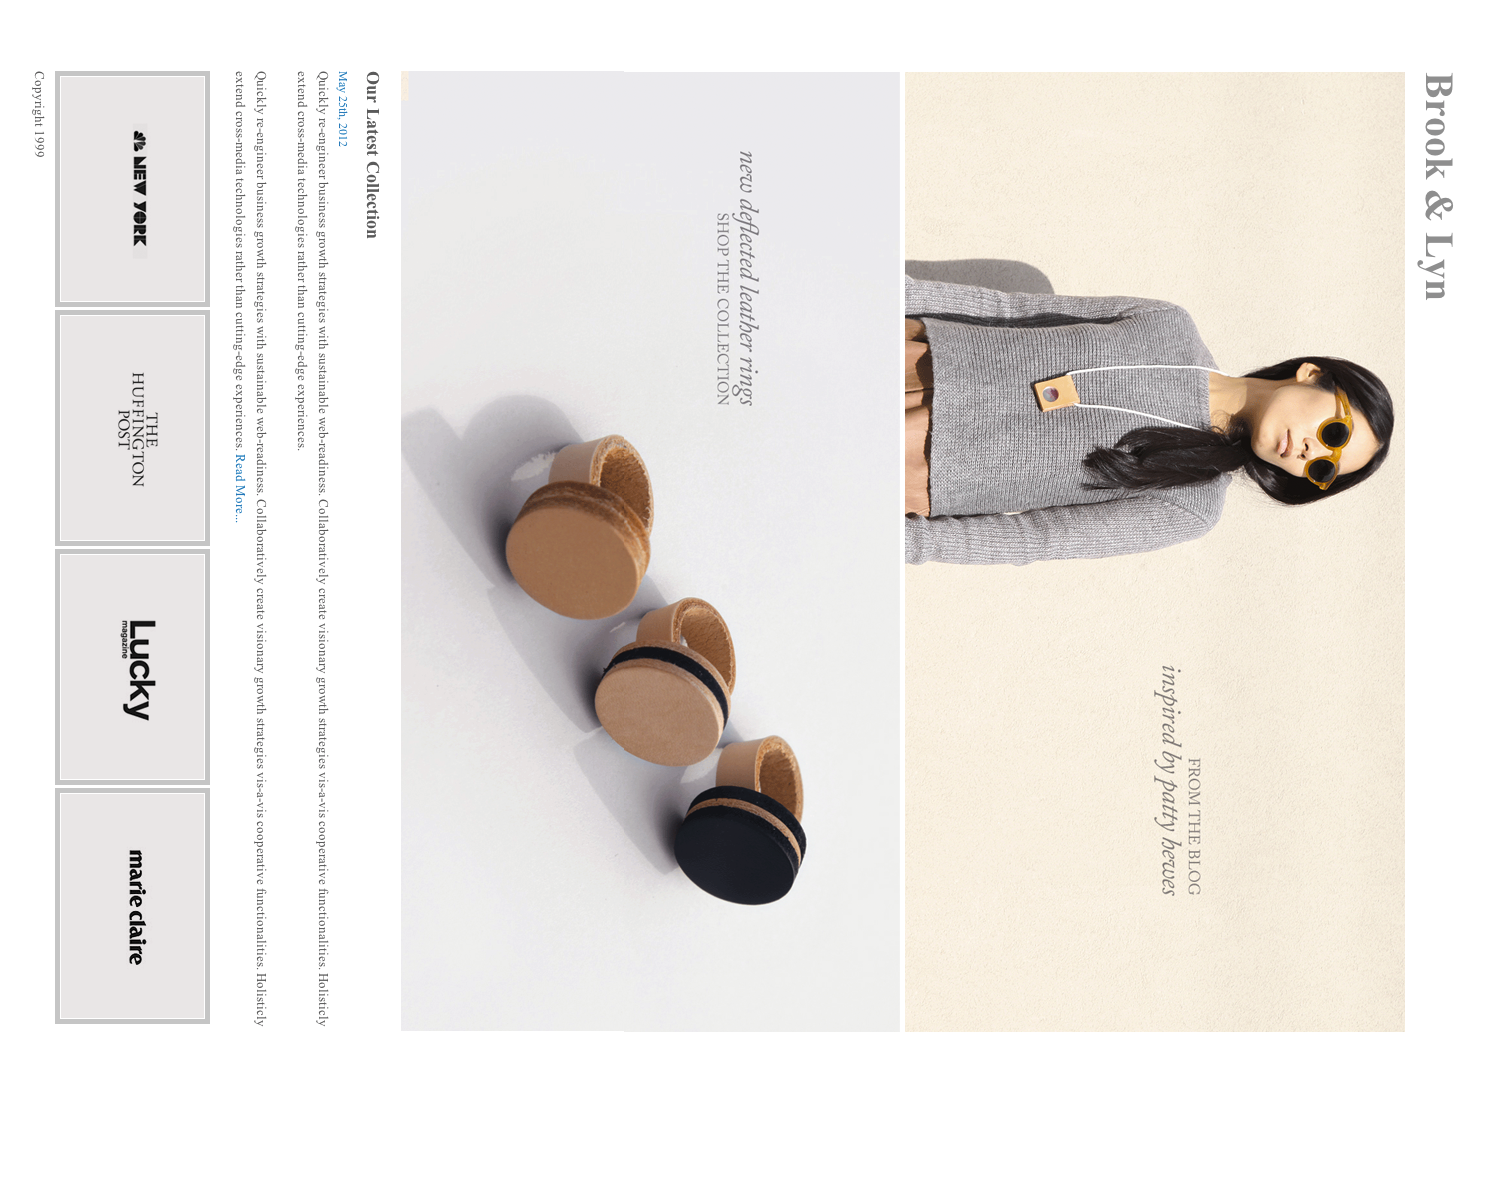 Brook & Lyn
FROM THE BLOG
inspired by patty hewes
new deflected leather rings
SHOP THE COLLECTION
Our Latest Collection
May 25th, 2012
Quickly re-engineer business growth strategies with sustainable web-readiness. Collaboratively create visionary growth strategies vis-a-vis cooperative functionalities. Holisticly
extend cross-media technologies rather than cutting-edge experiences.
Quickly re-engineer business growth strategies with sustainable web-readiness. Collaboratively create visionary growth strategies vis-a-vis cooperative functionalities. Holisticly
extend cross-media technologies rather than cutting-edge experiences. Read More...
NEW YORK
THE
HUFFINGTON
POST
Lucky
magazine
marie claire
Copyright 1999